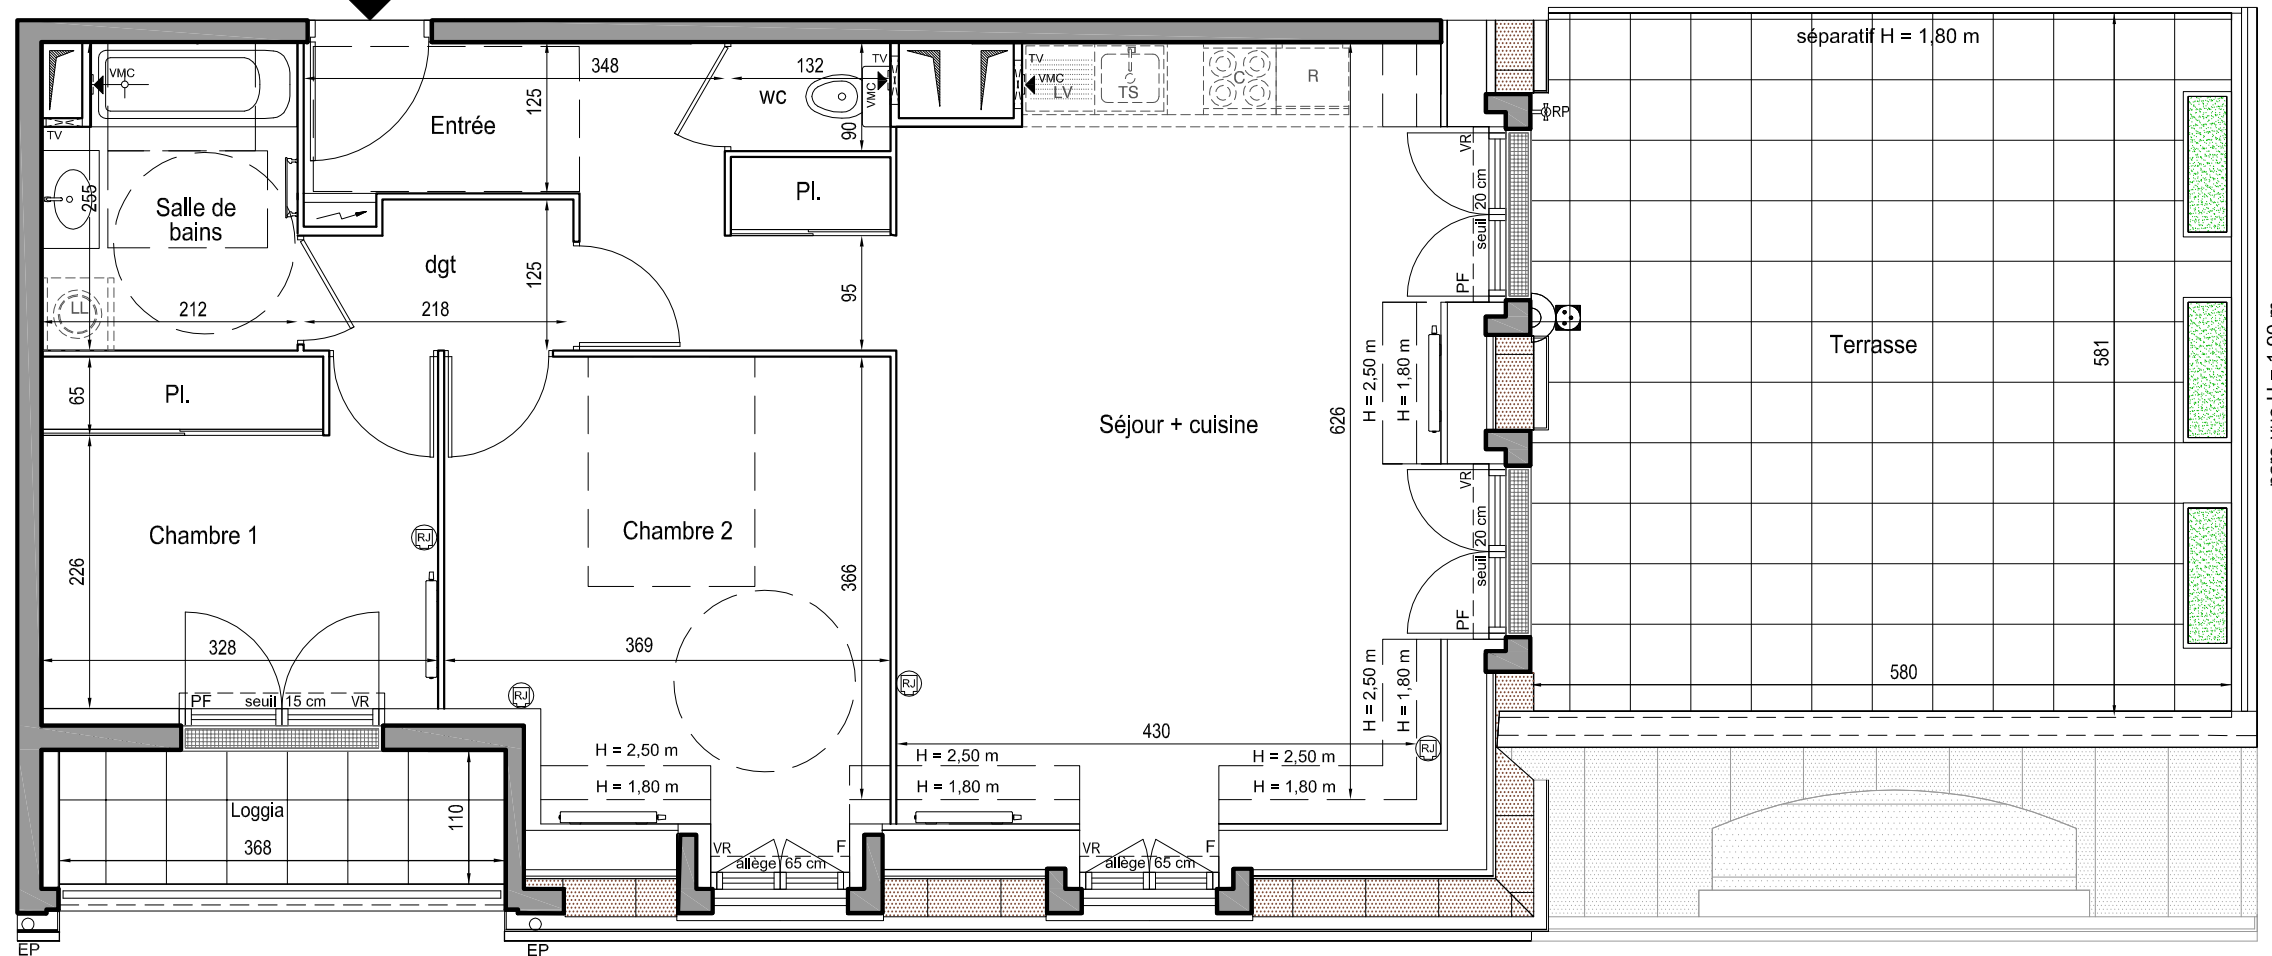 séparatif H = 1,80 m
VMC
TV
348
132
TV
VMC
TV
VMC
LV
TS
C
R
WC
125
Entrée
90
RP
255
Salle de
bains
Pl.
VR
seuil 20 cm
PF
dgt
125
95
LL
212
218
H = 2,50 m
H = 1,80 m
Terrasse
581
65
Pl.
626
Séjour + cuisine
VR
seuil 20 cm
PF
Chambre 1
RJ
Chambre 2
226
366
328
369
RJ
RJ
H = 2,50 m
H = 1,80 m
580
PF
seuil 15 cm
VR
430
RJ
H = 2,50 m
H = 2,50 m
H = 2,50 m
H = 1,80 m
H = 1,80 m
H = 1,80 m
Loggia
110
368
VR
allège 65 cm
F
VR
allège 65 cm
F
EP
EP